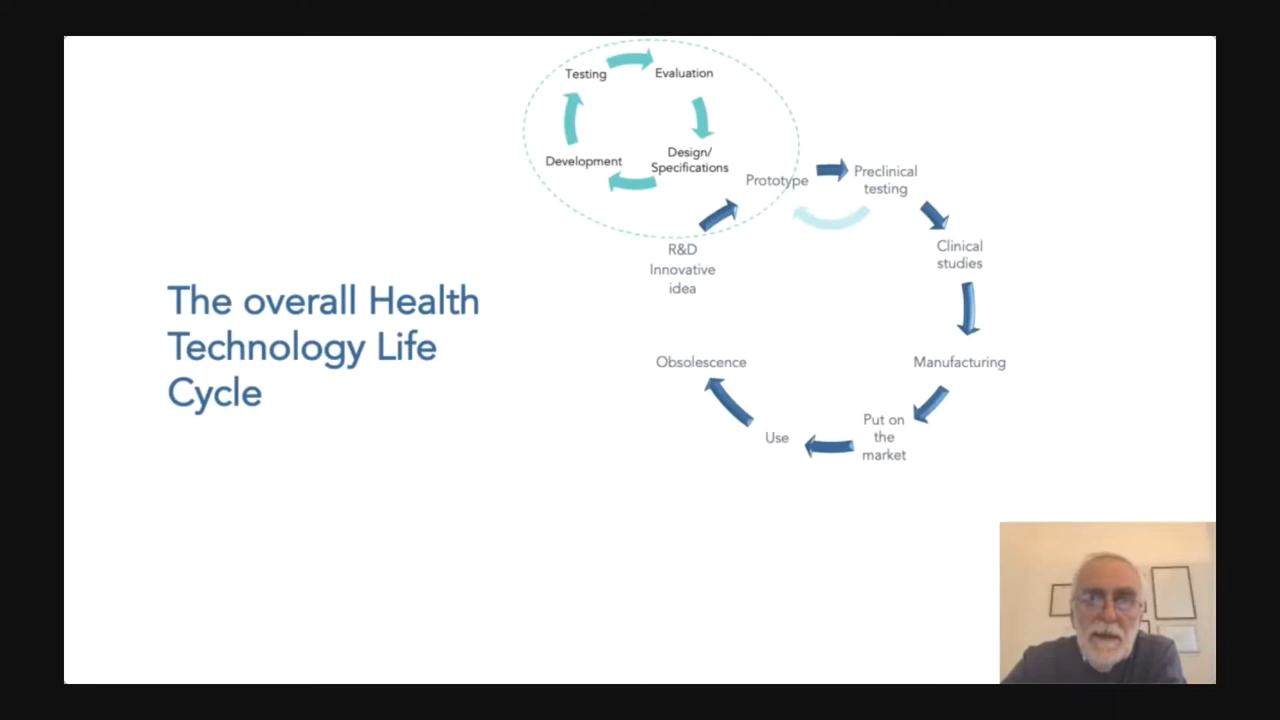 The overall Health
Technology Life
Cycle
Testing
Evaluation
Design/
Specifications
Development
Prototype
Preclinical
testing
R&D
Innovative
idea
Clinical
studies
Manufacturing
Put on
the
market
Use
Obsolescence